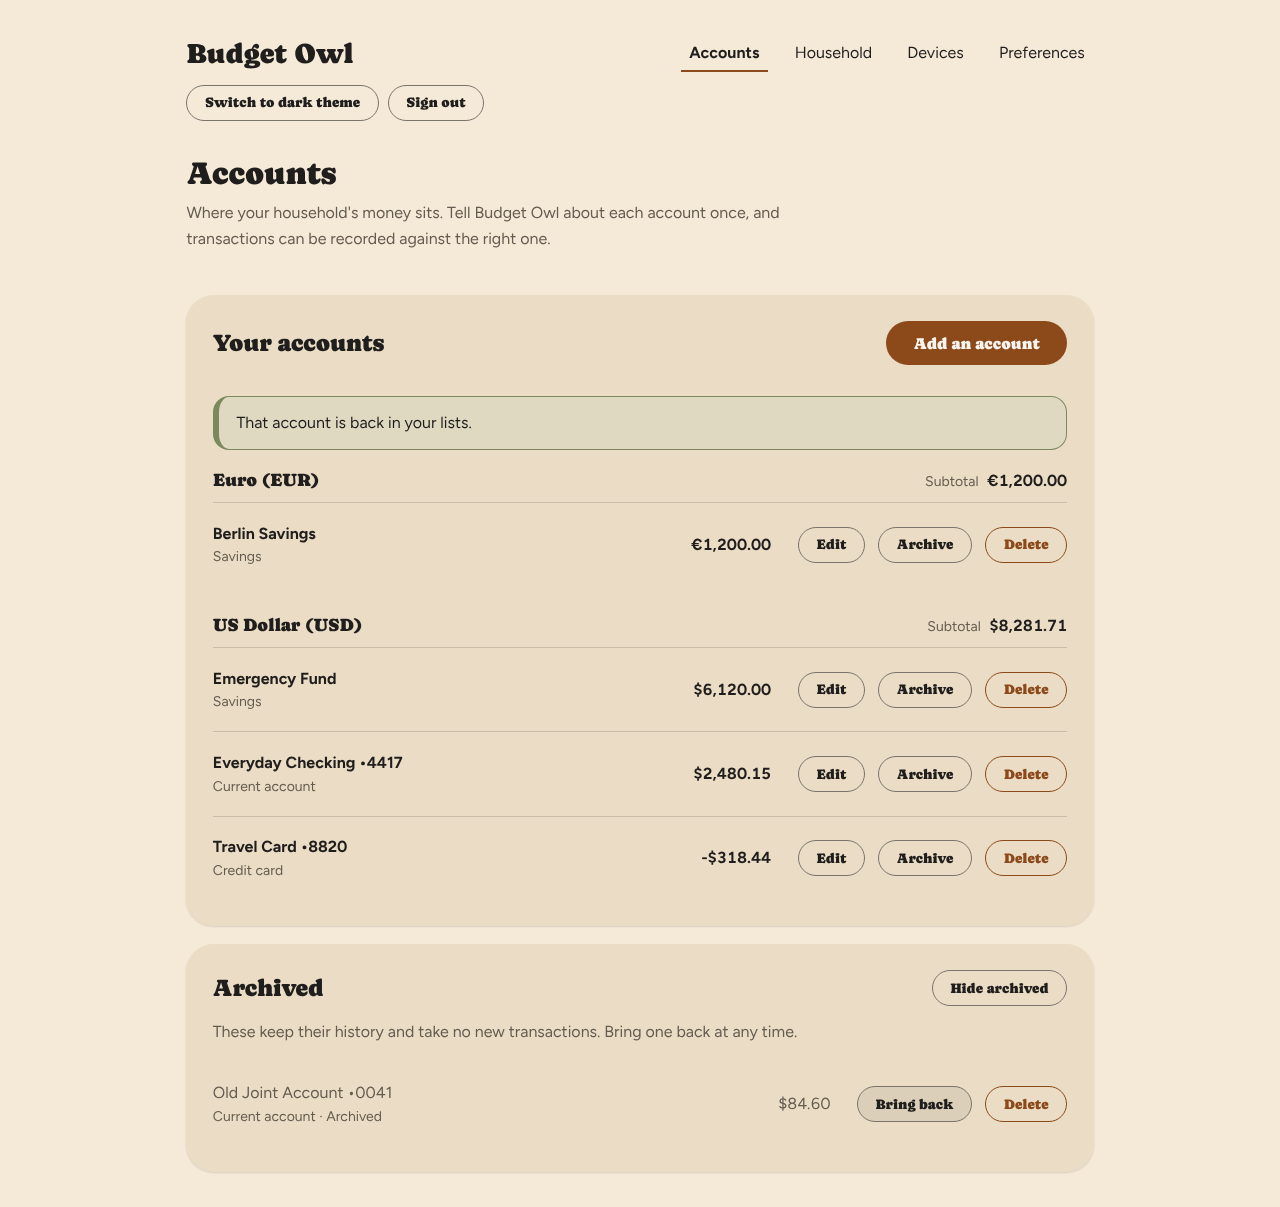 Budget Owl
Accounts Household Devices Preferences
Switch to dark theme Sign out
Accounts
Where your household's money sits. Tell Budget Owl about each account once, and
transactions can be recorded against the right one.
Your accounts Add an account
That account is back in your lists.
Euro (EUR) Subtotal €1,200.00
Berlin Savings
Savings
€1,200.00 Edit Archive Delete
US Dollar (USD) Subtotal $8,281.71
Emergency Fund
Savings
$6,120.00 Edit Archive Delete
Everyday Checking •4417
Current account
$2,480.15 Edit Archive Delete
Travel Card •8820
Credit card
-$318.44 Edit Archive Delete
Archived Hide archived
These keep their history and take no new transactions. Bring one back at any time.
Old Joint Account •0041
Current account · Archived
$84.60 Bring back Delete